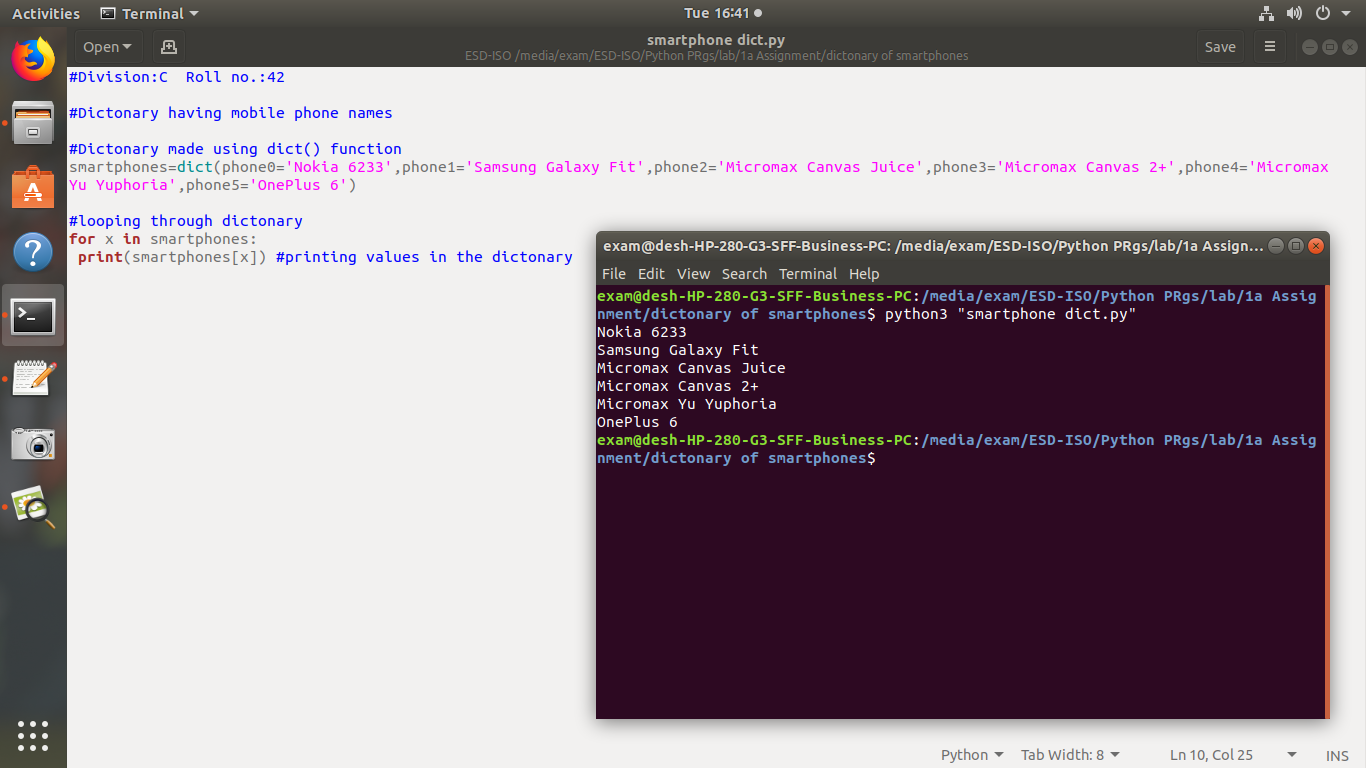 Activities Terminal Tue 16:41
Open smartphone dict.py Save
ESD-ISO /media/exam/ESD-ISO/Python PRgs/lab/1a Assignment/dictonary of smartphones
#Division:C  Roll no.:42
#Dictonary having mobile phone names
#Dictonary made using dict() function
smartphones=dict(phone0='Nokia 6233',phone1='Samsung Galaxy Fit',phone2='Micromax Canvas Juice',phone3='Micromax Canvas 2+',phone4='Micromax
Yu Yuphoria',phone5='OnePlus 6')
#looping through dictonary
for x in smartphones:
 print(smartphones[x]) #printing values in the dictonary
exam@desh-HP-280-G3-SFF-Business-PC: /media/exam/ESD-ISO/Python PRgs/lab/1a Assign...
File Edit View Search Terminal Help
exam@desh-HP-280-G3-SFF-Business-PC:/media/exam/ESD-ISO/Python PRgs/lab/1a Assig
nment/dictonary of smartphones$ python3 "smartphone dict.py"
Nokia 6233
Samsung Galaxy Fit
Micromax Canvas Juice
Micromax Canvas 2+
Micromax Yu Yuphoria
OnePlus 6
exam@desh-HP-280-G3-SFF-Business-PC:/media/exam/ESD-ISO/Python PRgs/lab/1a Assig
nment/dictonary of smartphones$
Python Tab Width: 8 Ln 10, Col 25 INS